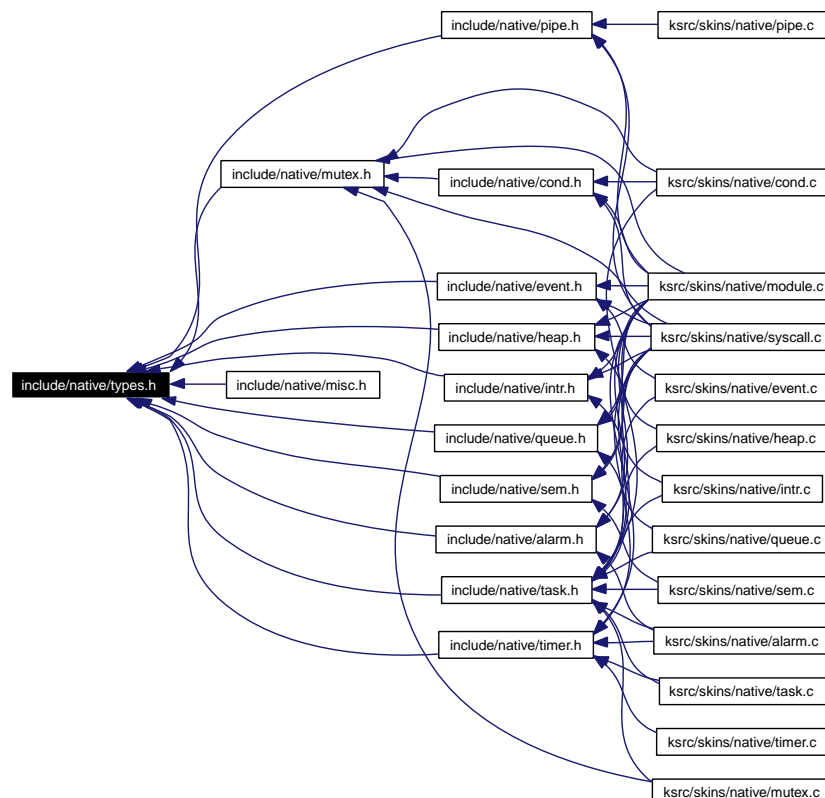 include/native/pipe.h
ksrc/skins/native/pipe.c
include/native/mutex.h
include/native/cond.h
ksrc/skins/native/cond.c
include/native/event.h
ksrc/skins/native/module.c
include/native/heap.h
ksrc/skins/native/syscall.c
include/native/types.h
include/native/misc.h
include/native/intr.h
ksrc/skins/native/event.c
include/native/queue.h
ksrc/skins/native/heap.c
include/native/sem.h
ksrc/skins/native/intr.c
include/native/alarm.h
ksrc/skins/native/queue.c
include/native/task.h
ksrc/skins/native/sem.c
include/native/timer.h
ksrc/skins/native/alarm.c
ksrc/skins/native/task.c
ksrc/skins/native/timer.c
ksrc/skins/native/mutex.c